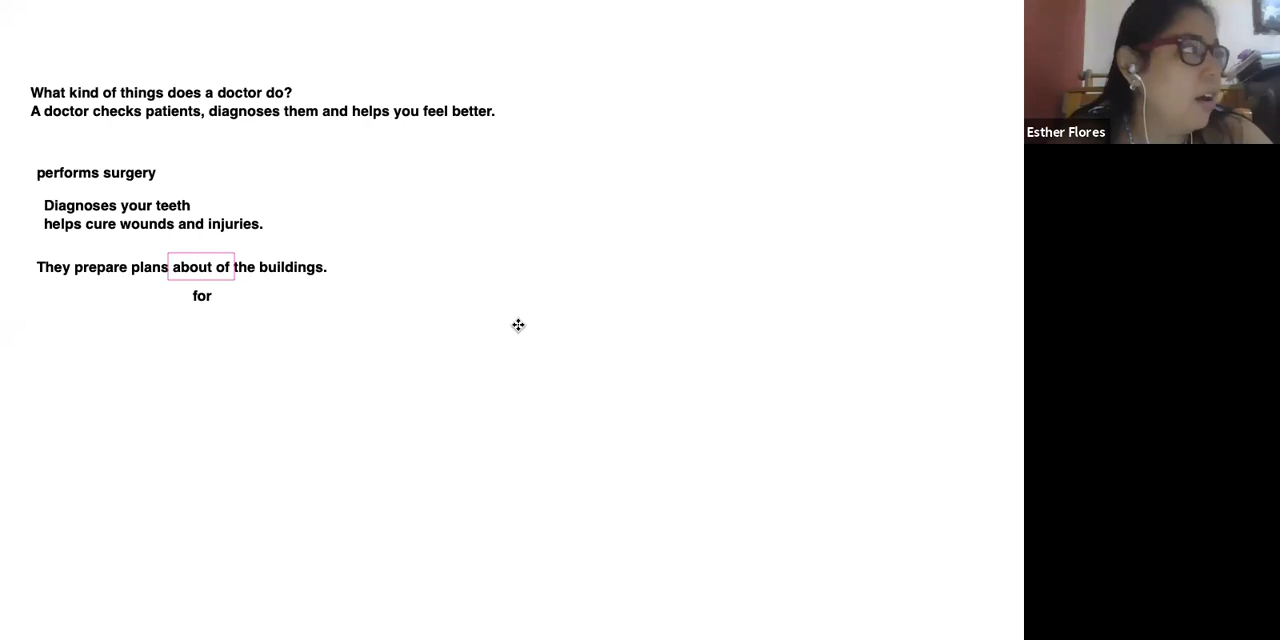 What kind of things does a doctor do?
A doctor checks patients, diagnoses them and helps you feel better.
performs surgery
Diagnoses your teeth
helps cure wounds and injuries.
They prepare plans about of the buildings.
for
Esther Flores